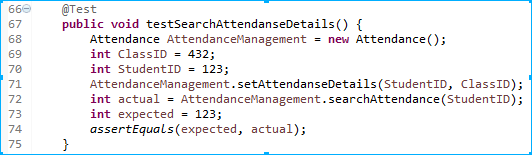 66 @Test
67 public void testSearchAttendanseDetails() {
68 Attendance AttendanceManagement = new Attendance();
69 int ClassID = 432;
70 int StudentID = 123;
71 AttendanceManagement.setAttendanseDetails(StudentID, ClassID);
72 int actual = AttendanceManagement.searchAttendance(StudentID);
73 int expected = 123;
74 assertEquals(expected, actual);
75 }